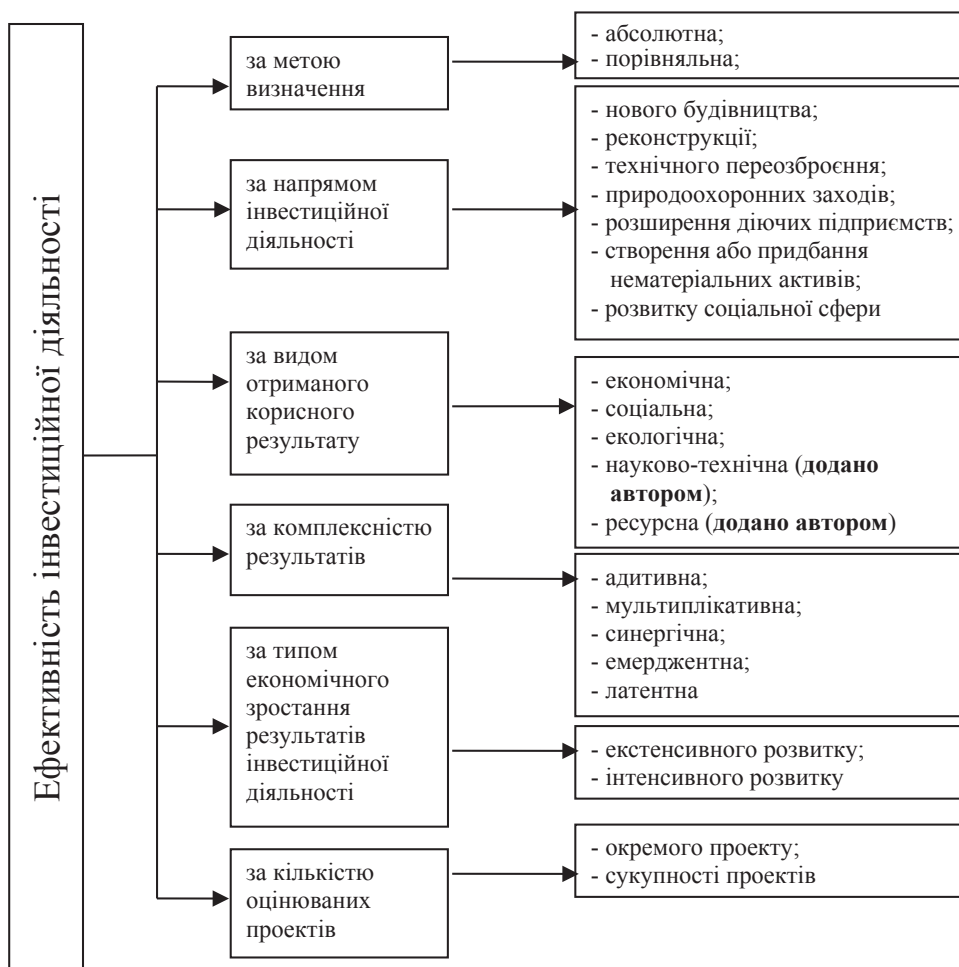 Ефективність інвестиційної діяльності
за метою
визначення
- абсолютна;
- порівняльна;
за напрямом
інвестиційної
діяльності
- нового будівництва;
- реконструкції;
- технічного переозброєння;
- природоохоронних заходів;
- розширення діючих підприємств;
- створення або придбання
нематеріальних активів;
- розвитку соціальної сфери
за видом
отриманого
корисного
результату
- економічна;
- соціальна;
- екологічна;
- науково-технічна (додано
автором);
- ресурсна (додано автором)
за комплексністю
результатів
- адитивна;
- мультиплікативна;
- синергічна;
- емерджентна;
- латентна
за типом
економічного
зростання
результатів
інвестиційної
діяльності
- екстенсивного розвитку;
- інтенсивного розвитку
за кількістю
оцінюваних
проектів
- окремого проекту;
- сукупності проектів